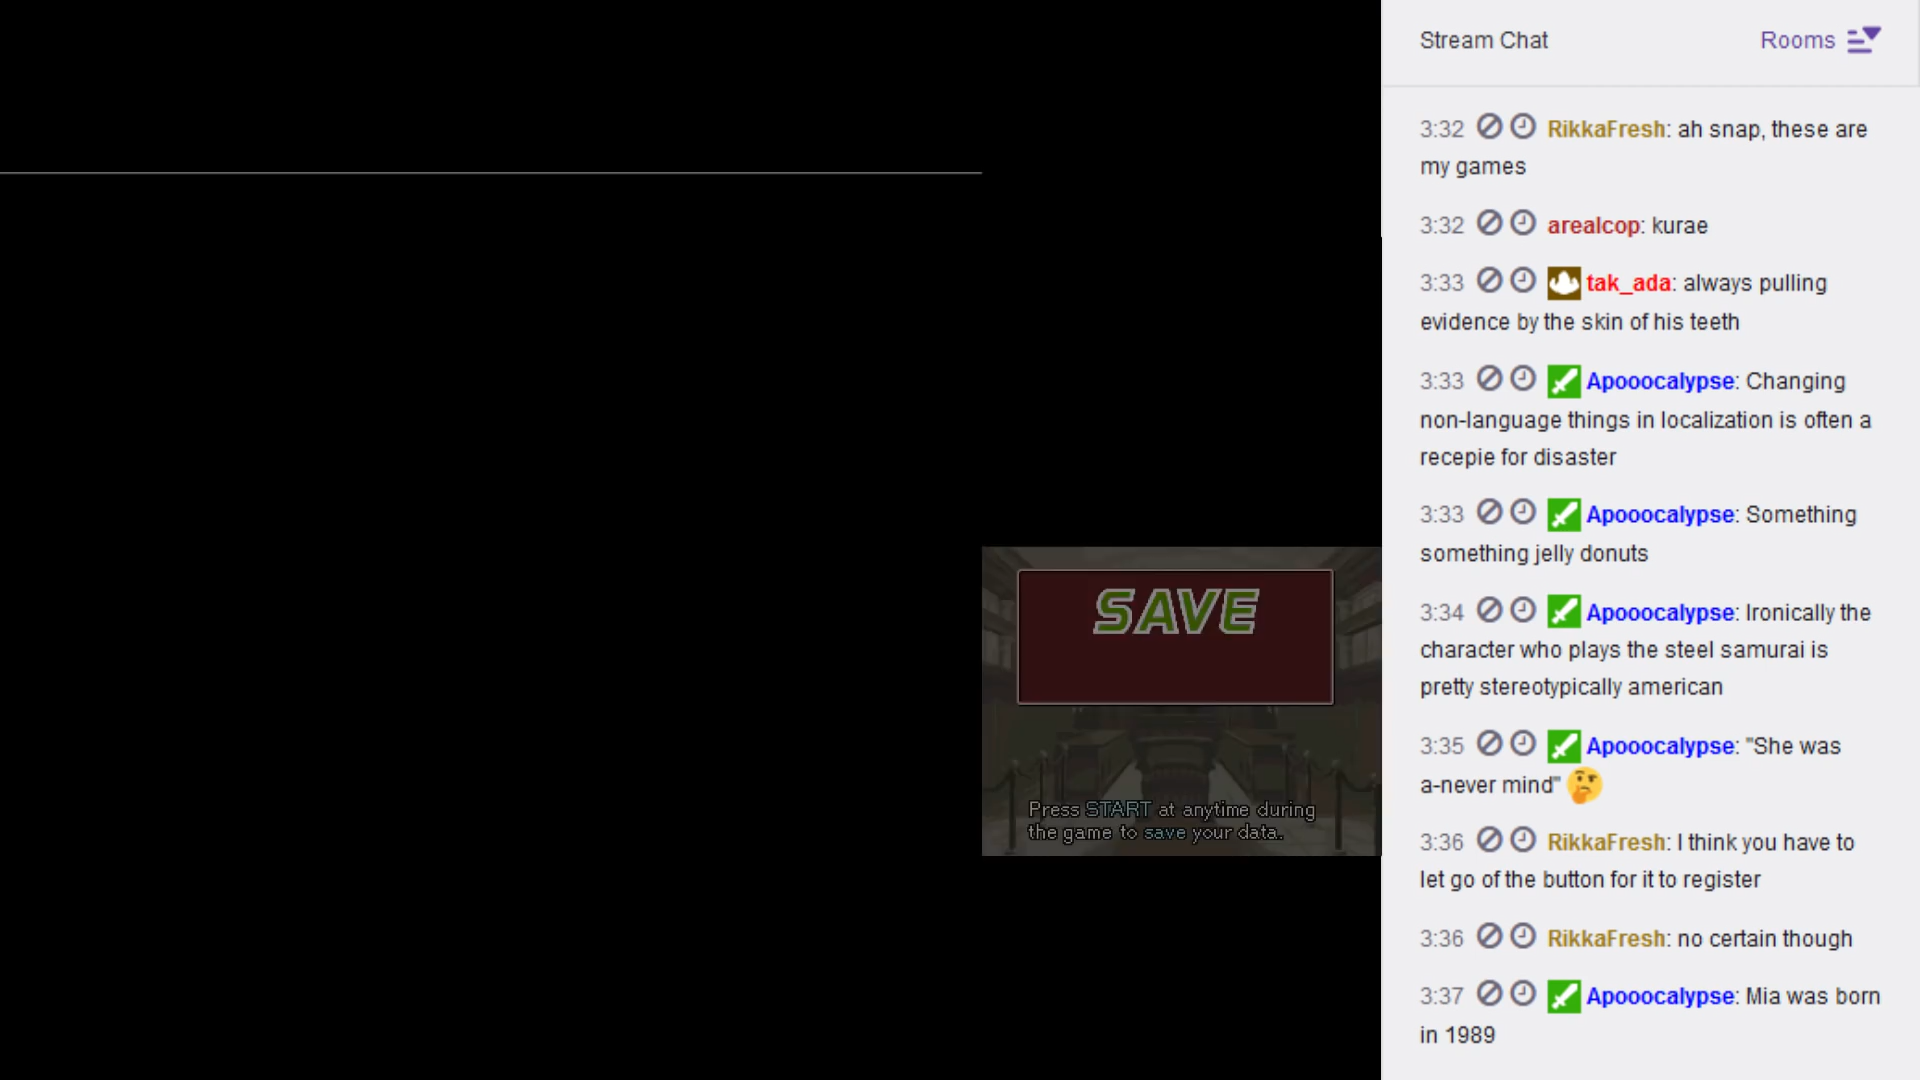 SAVE
Press START at anytime during
the game to save your data.
Stream Chat
Rooms
3:32 RikkaFresh: ah snap, these are
my games
3:32 arealcop: kurae
3:33 tak_ada: always pulling
evidence by the skin of his teeth
3:33 Apooocalypse: Changing
non-language things in localization is often a
recepie for disaster
3:33 Apooocalypse: Something
something jelly donuts
3:34 Apooocalypse: Ironically the
character who plays the steel samurai is
pretty stereotypically american
3:35 Apooocalypse: "She was
a-never mind"
3:36 RikkaFresh: I think you have to
let go of the button for it to register
3:36 RikkaFresh: no certain though
3:37 Apooocalypse: Mia was born
in 1989